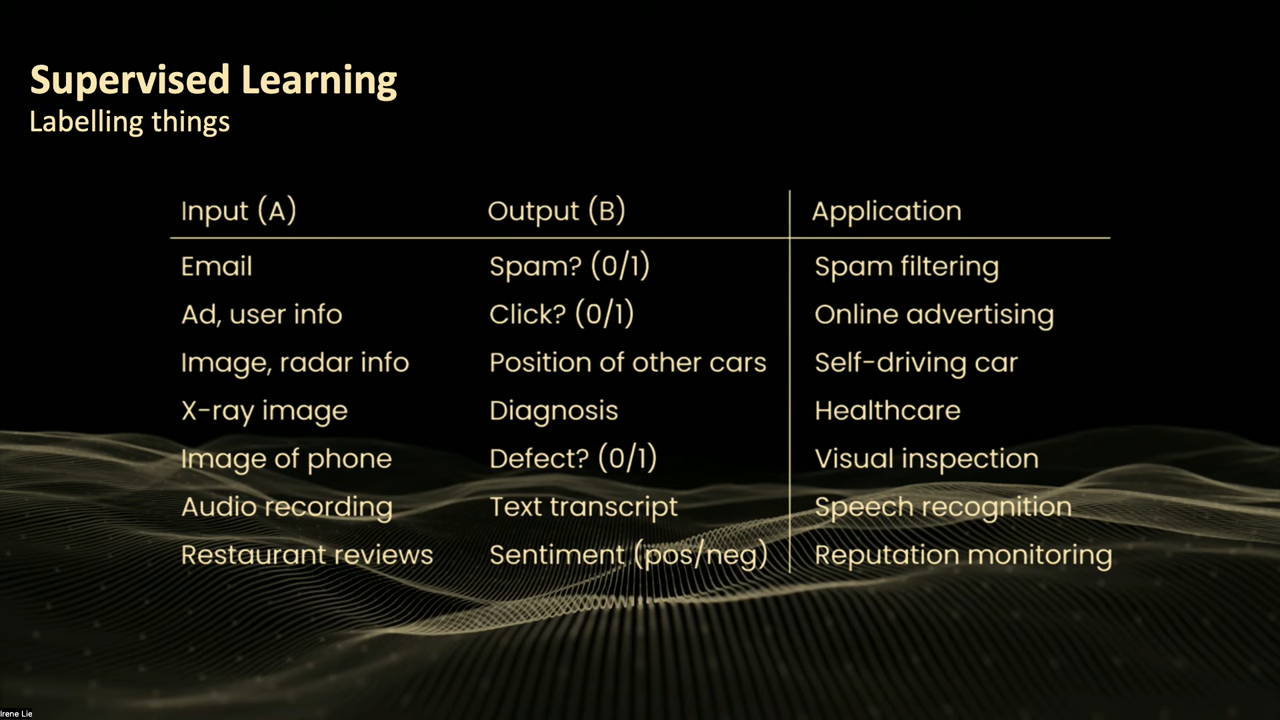 Supervised Learning
Labelling things
Input (A) Output (B) Application
Email Spam? (0/1) Spam filtering
Ad, user info Click? (0/1) Online advertising
Image, radar info Position of other cars Self-driving car
X-ray image Diagnosis Healthcare
Image of phone Defect? (0/1) Visual inspection
Audio recording Text transcript Speech recognition
Restaurant reviews Sentiment (pos/neg) Reputation monitoring
Irene Lie